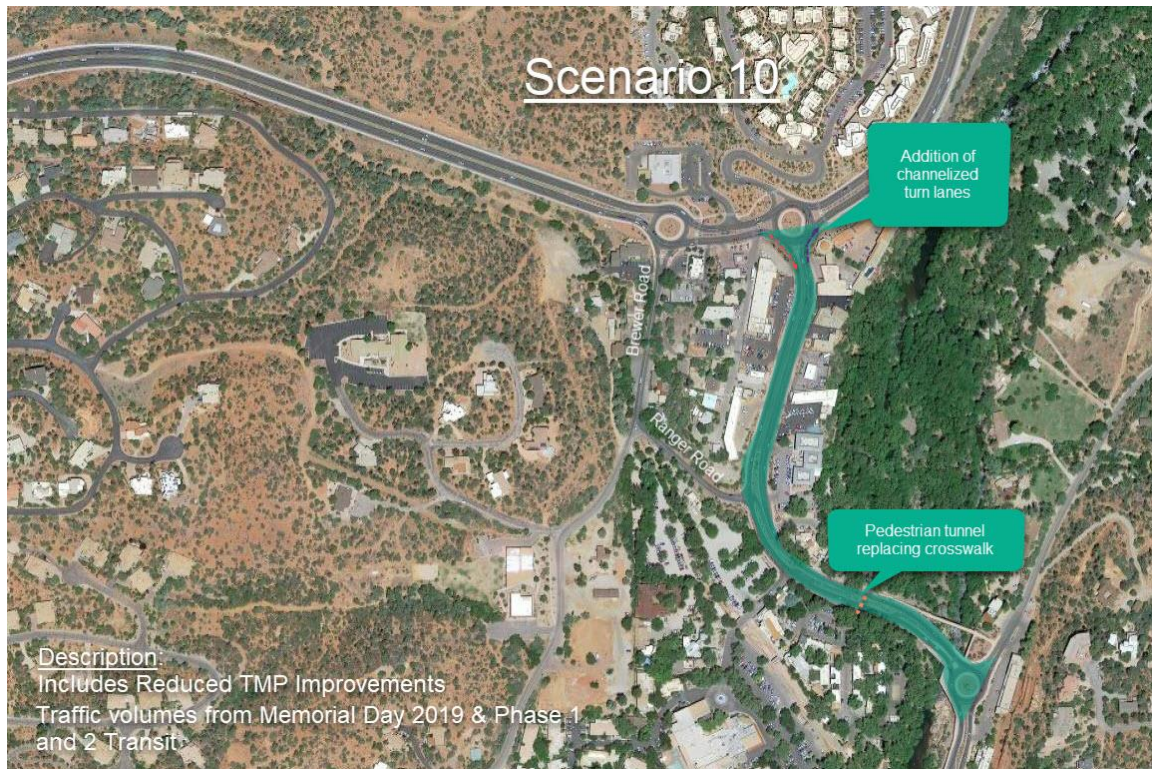 Scenario 10
Addition of
channelized
turn lanes
Brewer Road
Ranger Road
Pedestrian tunnel
replacing crosswalk
Description:
Includes Reduced TMP Improvements
Traffic volumes from Memorial Day 2019 & Phase 1
and 2 Transit